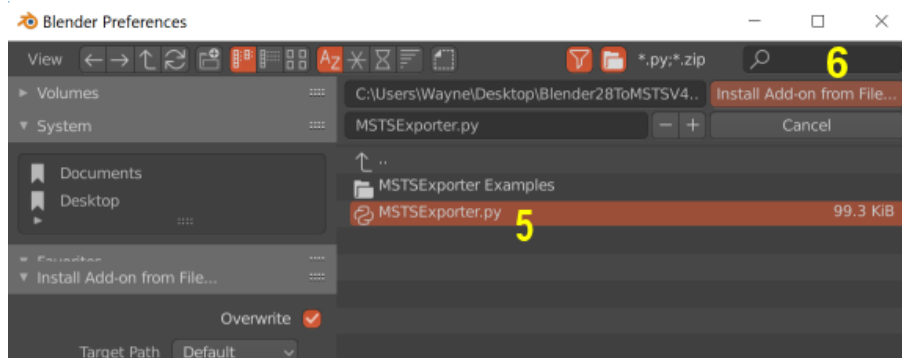 Blender Preferences
View
AZ
*.py;*.zip
6
Volumes
C:\Users\Wayne\Desktop\Blender28ToMSTSV4..
Install Add-on from File...
System
MSTSExporter.py
Cancel
Documents
..
Desktop
MSTSExporter Examples
MSTSExporter.py
5
99.3 KiB
Favorites
Install Add-on from File...
Overwrite
Target Path
Default